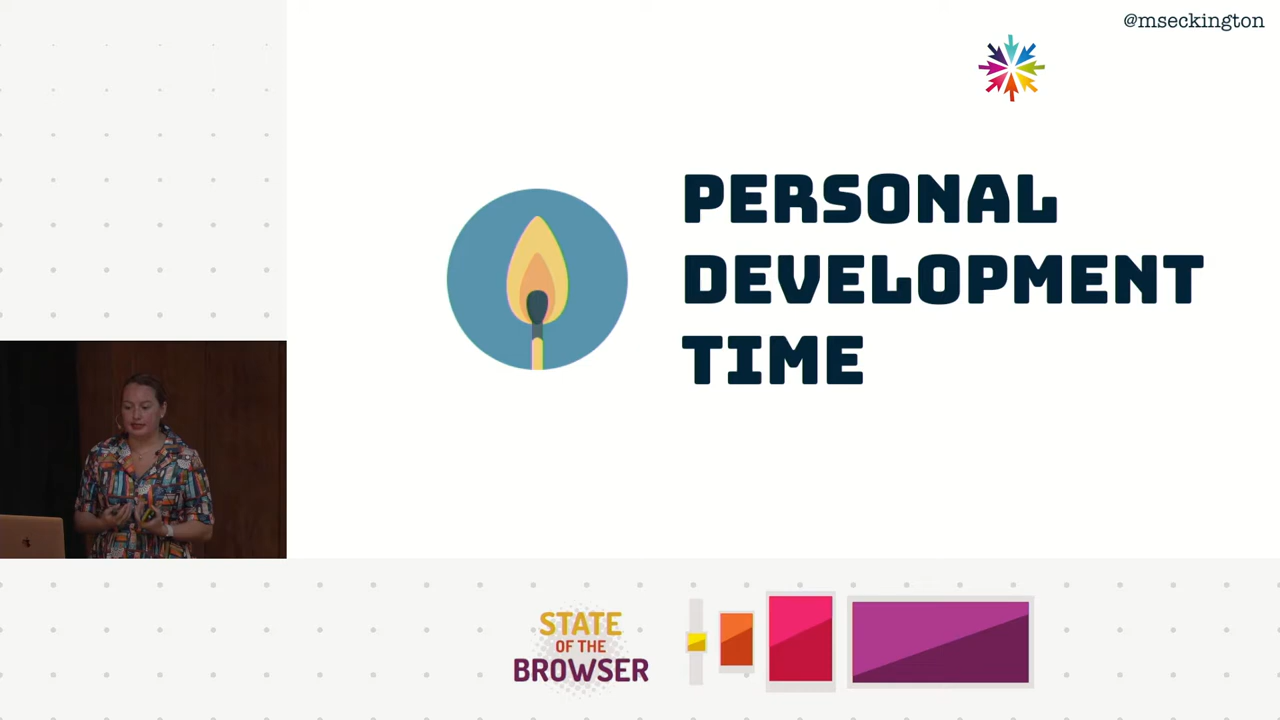 @mseckington
PERSONAL
DEVELOPMENT
TIME
STATE
OF THE
BROWSER